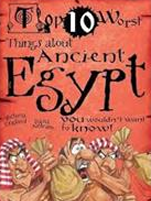 Top 10 Worst
Things about
Ancient
Egypt
you wouldn't want
to know!